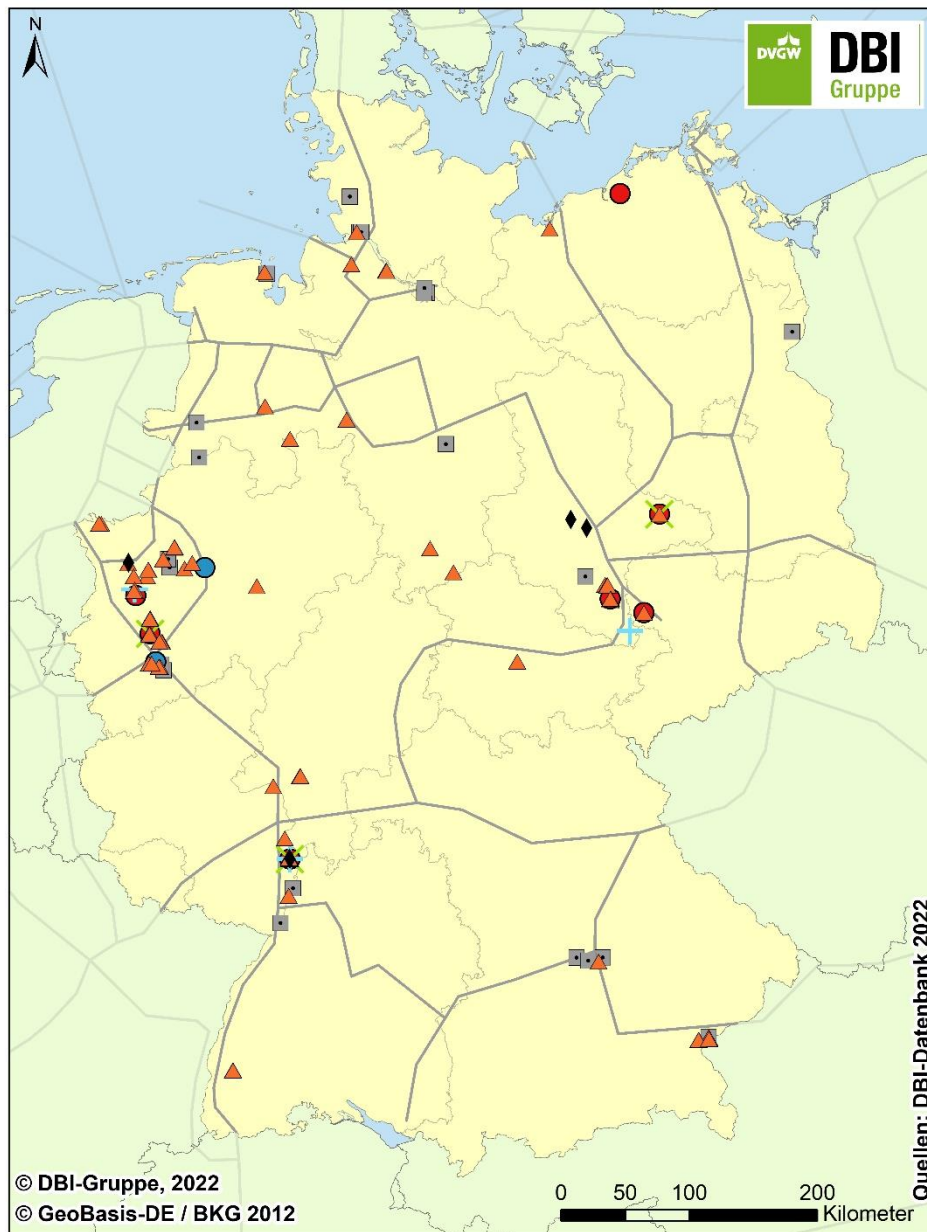 N
DVGW
DBI
Gruppe
Quellen: DBI-Datenbank 2022
© DBI-Gruppe, 2022
© GeoBasis-DE / BKG 2012
0 50 100 200
Kilometer